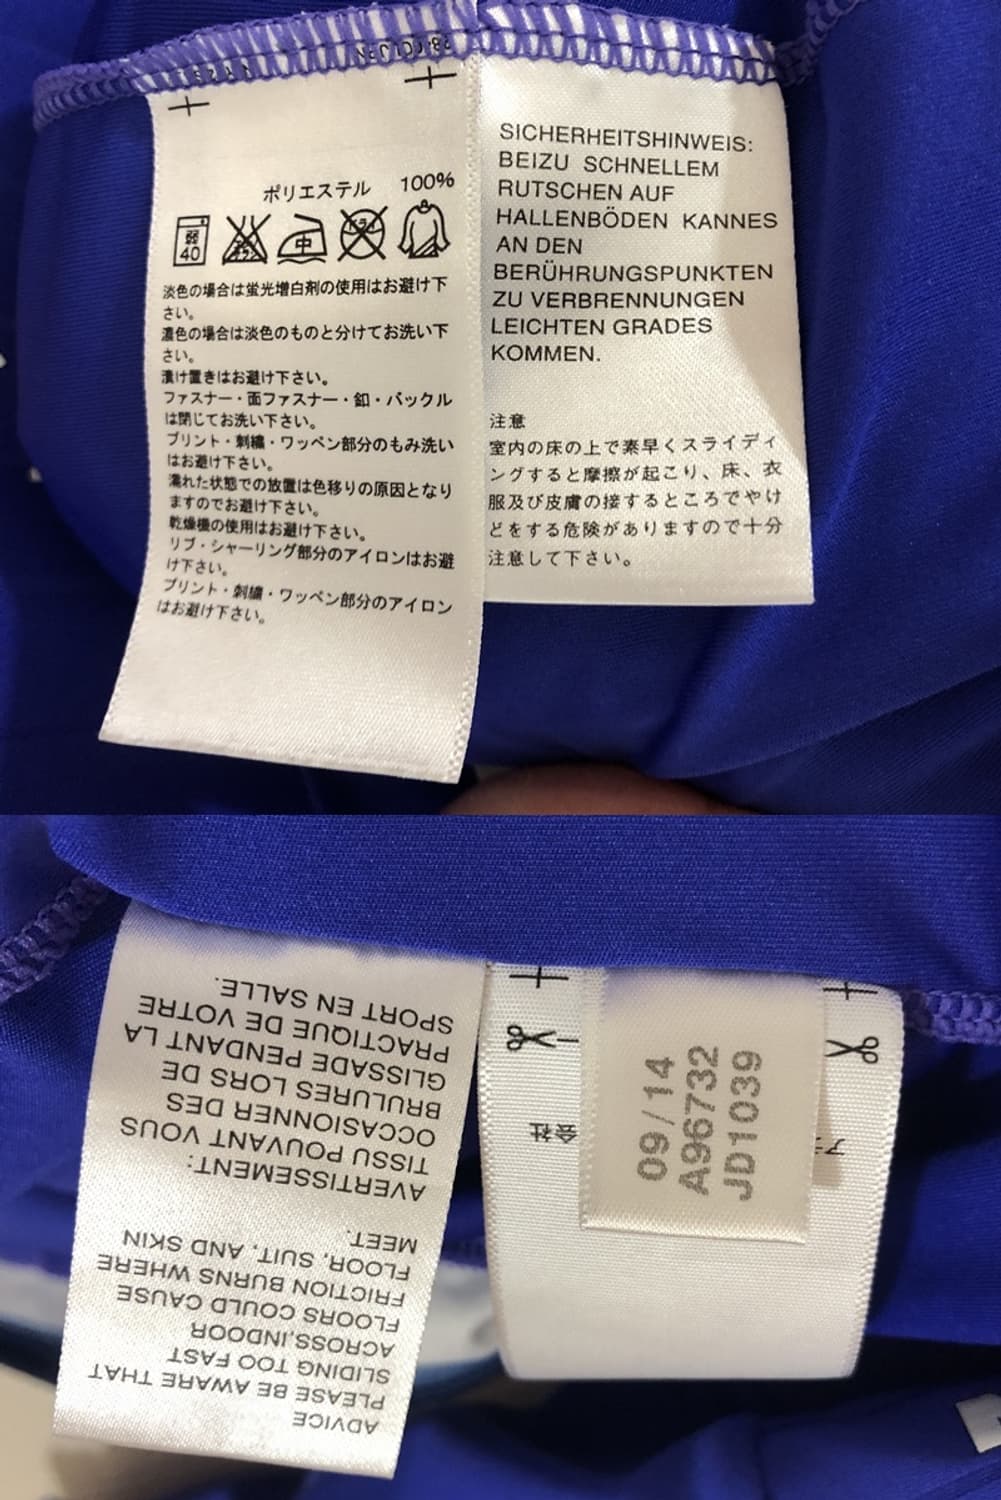 ポリエステル 100%
弱
40
中
淡色の場合は蛍光増白剤の使用はお避け下
さい。
濃色の場合は淡色のものと分けてお洗い下
さい。
漬け置きはお避け下さい。
ファスナー・面ファスナー・釦・バックル
は閉じてお洗い下さい。
プリント・刺繍・ワッペン部分のもみ洗い
はお避け下さい。
濡れた状態での放置は色移りの原因となり
ますのでお避け下さい。
乾燥機の使用はお避け下さい。
リブ・シャーリング部分のアイロンはお避
け下さい。
プリント・刺繍・ワッペン部分のアイロン
はお避け下さい。
SICHERHEITSHINWEIS:
BEIZU SCHNELLEM
RUTSCHEN AUF
HALLENBÖDEN KANNES
AN DEN
BERÜHRUNGSPUNKTEN
ZU VERBRENNUNGEN
LEICHTEN GRADES
KOMMEN.
注意
室内の床の上で素早くスライディ
ングすると摩擦が起こり、床、衣
服及び皮膚の接するところでやけ
どをする危険がありますので十分
注意して下さい。
ADVICE
PLEASE BE AWARE THAT
SLIDING TOO FAST
ACROSS,INDOOR
FLOORS COULD CAUSE
FRICTION BURNS WHERE
FLOOR, SUIT, AND SKIN
MEET.
AVERTISSEMENT:
TISSU POUVANT VOUS
OCCASIONNER DES
BRULURES LORS DE
GLISSADE PENDANT LA
PRACTIQUE DE VOTRE
SPORT EN SALLE.
会社
09/14
A96732
JD1039